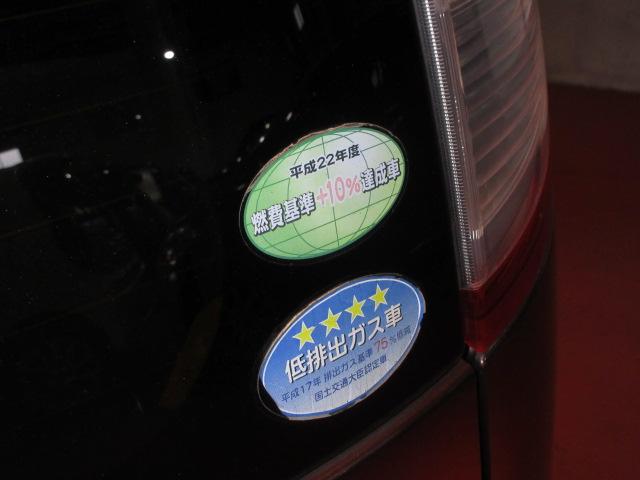 平成22年度
燃費基準+10%達成車
低排出ガス車
平成17年 排出ガス基準75%低減
国土交通大臣認定車